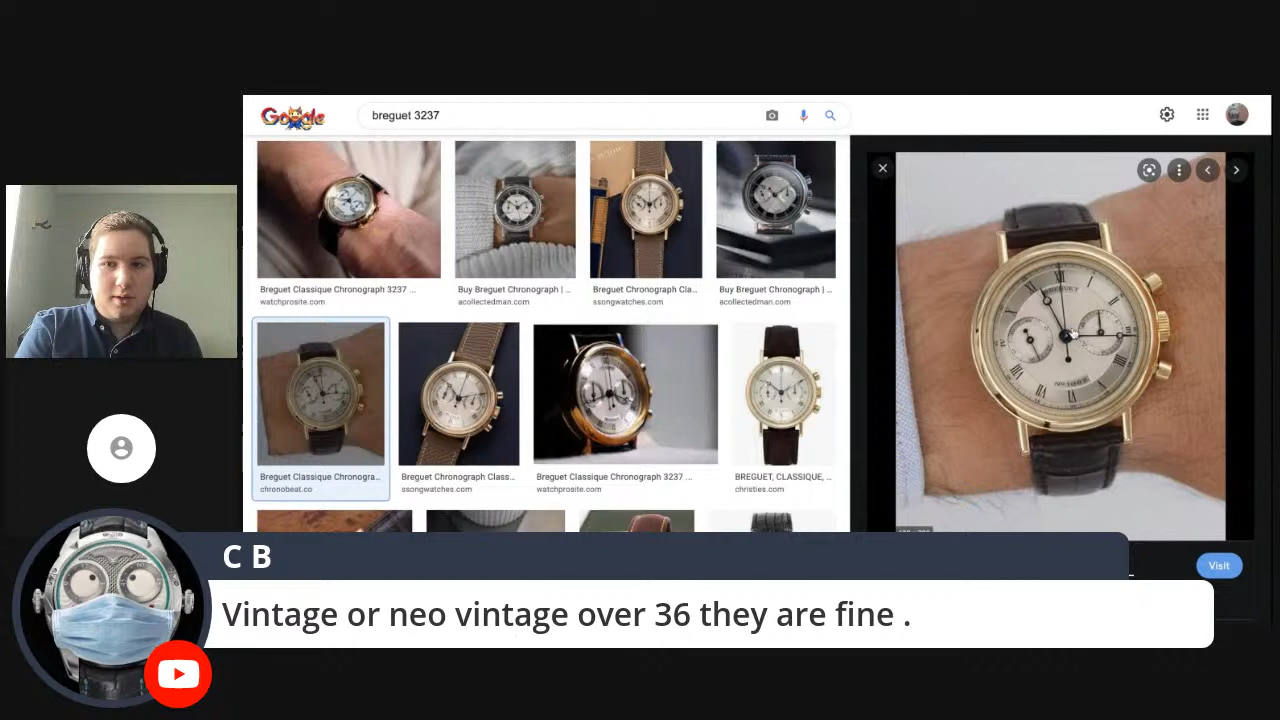 Google
breguet 3237
Breguet Classique Chronograph 3237 ...
watchprosite.com
Buy Breguet Chronograph | ...
acollectedman.com
Breguet Chronograph Cla...
ssongwatches.com
Buy Breguet Chronograph | ...
acollectedman.com
BREGUET
Breguet Classique Chronogra...
chronobeat.co
Breguet Chronograph Class...
ssongwatches.com
Breguet Classique Chronograph 3237 ...
watchprosite.com
BREGUET, CLASSIQUE, ...
christies.com
Visit
C B
Vintage or neo vintage over 36 they are fine .